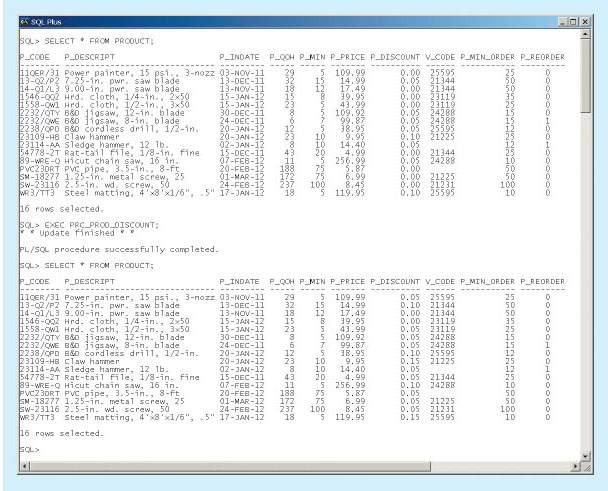 SQL Plus
SQL> SELECT * FROM PRODUCT;
P_CODE P_DESCRIPT P_INDATE P_QOH P_MIN P_PRICE P_DISCOUNT V_CODE P_MIN_ORDER P_REORDER
11QER/31 Power painter, 15 psi., 3-nozz 03-NOV-11 29 5 109.99 0.00 25595 25 0
13-Q2/P2 7.25-in. pwr. saw blade 13-DEC-11 32 15 14.99 0.05 21344 50 0
14-Q1/L3 9.00-in. pwr. saw blade 13-NOV-11 18 12 17.49 0.00 21344 50 0
1546-QQ2 Hrd. cloth, 1/4-in., 2x50 15-JAN-12 15 8 39.95 0.00 23119 35 0
1558-QW1 Hrd. cloth, 1/2-in., 3x50 15-JAN-12 23 5 43.99 0.00 23119 25 0
2232/QTY B&D jigsaw, 12-in. blade 30-DEC-11 8 5 109.92 0.05 24288 15 1
2232/QWE B&D jigsaw, 8-in. blade 24-DEC-11 6 7 99.87 0.05 24288 15 1
2238/QPD B&D cordless drill, 1/2-in. 20-JAN-12 12 5 38.95 0.05 25595 12 0
23109-HB Claw hammer 20-JAN-12 23 10 9.95 0.10 21225 25 0
23114-AA Sledge hammer, 12 lb. 02-JAN-12 8 10 14.40 0.05 12 1
54778-2T Rat-tail file, 1/8-in. fine 15-DEC-11 43 20 4.99 0.00 21344 25 0
89-WRE-Q Hicut chain saw, 16 in. 07-FEB-12 11 5 256.99 0.05 24288 10 0
PVC23DRT PVC pipe, 3.5-in., 8-ft 20-FEB-12 188 75 5.87 0.00 50 0
SM-18277 1.25-in. metal screw, 25 01-MAR-12 172 75 6.99 0.00 21225 50 0
SW-23116 2.5-in. wd. screw, 50 24-FEB-12 237 100 8.45 0.00 21231 100 0
WR3/TT3 Steel matting, 4'x8'x1/6", .5" 17-JAN-12 18 5 119.95 0.10 25595 10 0
16 rows selected.
SQL> EXEC PRC_PROD_DISCOUNT;
* * Update finished * *
PL/SQL procedure successfully completed.
SQL> SELECT * FROM PRODUCT;
P_CODE P_DESCRIPT P_INDATE P_QOH P_MIN P_PRICE P_DISCOUNT V_CODE P_MIN_ORDER P_REORDER
11QER/31 Power painter, 15 psi., 3-nozz 03-NOV-11 29 5 109.99 0.05 25595 25 0
13-Q2/P2 7.25-in. pwr. saw blade 13-DEC-11 32 15 14.99 0.10 21344 50 0
14-Q1/L3 9.00-in. pwr. saw blade 13-NOV-11 18 12 17.49 0.00 21344 50 0
1546-QQ2 Hrd. cloth, 1/4-in., 2x50 15-JAN-12 15 8 39.95 0.00 23119 35 0
1558-QW1 Hrd. cloth, 1/2-in., 3x50 15-JAN-12 23 5 43.99 0.05 23119 25 0
2232/QTY B&D jigsaw, 12-in. blade 30-DEC-11 8 5 109.92 0.05 24288 15 1
2232/QWE B&D jigsaw, 8-in. blade 24-DEC-11 6 7 99.87 0.05 24288 15 1
2238/QPD B&D cordless drill, 1/2-in. 20-JAN-12 12 5 38.95 0.10 25595 12 0
23109-HB Claw hammer 20-JAN-12 23 10 9.95 0.15 21225 25 0
23114-AA Sledge hammer, 12 lb. 02-JAN-12 8 10 14.40 0.05 12 1
54778-2T Rat-tail file, 1/8-in. fine 15-DEC-11 43 20 4.99 0.05 21344 25 0
89-WRE-Q Hicut chain saw, 16 in. 07-FEB-12 11 5 256.99 0.10 24288 10 0
PVC23DRT PVC pipe, 3.5-in., 8-ft 20-FEB-12 188 75 5.87 0.05 50 0
SM-18277 1.25-in. metal screw, 25 01-MAR-12 172 75 6.99 0.05 21225 50 0
SW-23116 2.5-in. wd. screw, 50 24-FEB-12 237 100 8.45 0.05 21231 100 0
WR3/TT3 Steel matting, 4'x8'x1/6", .5" 17-JAN-12 18 5 119.95 0.15 25595 10 0
16 rows selected.
SQL>